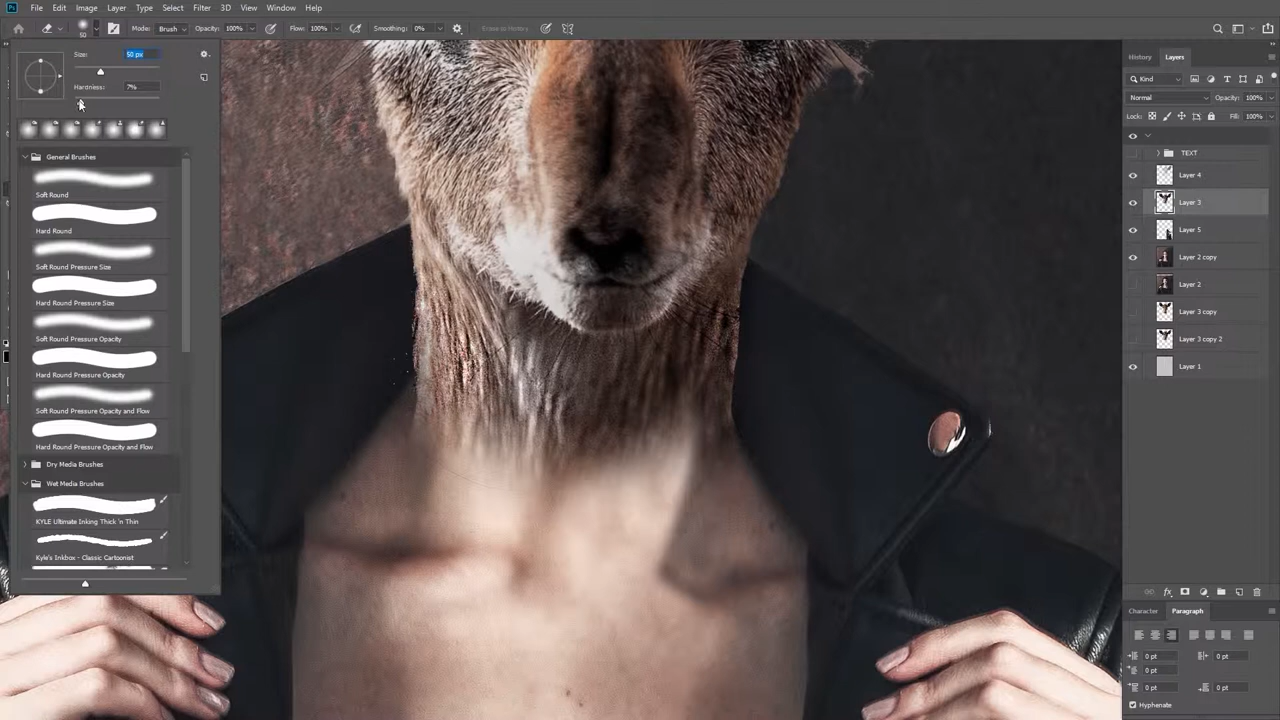 File Edit Image Layer Type Select Filter 3D View Window Help
50 Mode: Brush Opacity: 100% Flow: 100% Smoothing: 0% Erase to History
Size: 50 px
Hardness: 7%
General Brushes
Soft Round
Hard Round
Soft Round Pressure Size
Hard Round Pressure Size
Soft Round Pressure Opacity
Hard Round Pressure Opacity
Soft Round Pressure Opacity and Flow
Hard Round Pressure Opacity and Flow
Dry Media Brushes
Wet Media Brushes
KYLE Ultimate Inking Thick 'n Thin
Kyle's Inkbox - Classic Cartoonist
History Layers
Kind
Normal Opacity: 100%
Lock: Fill: 100%
TEXT
Layer 4
Layer 3
Layer 5
Layer 2 copy
Layer 2
Layer 3 copy
Layer 3 copy 2
Layer 1
fx
Character Paragraph
0 pt 0 pt
0 pt
0 pt 0 pt
Hyphenate